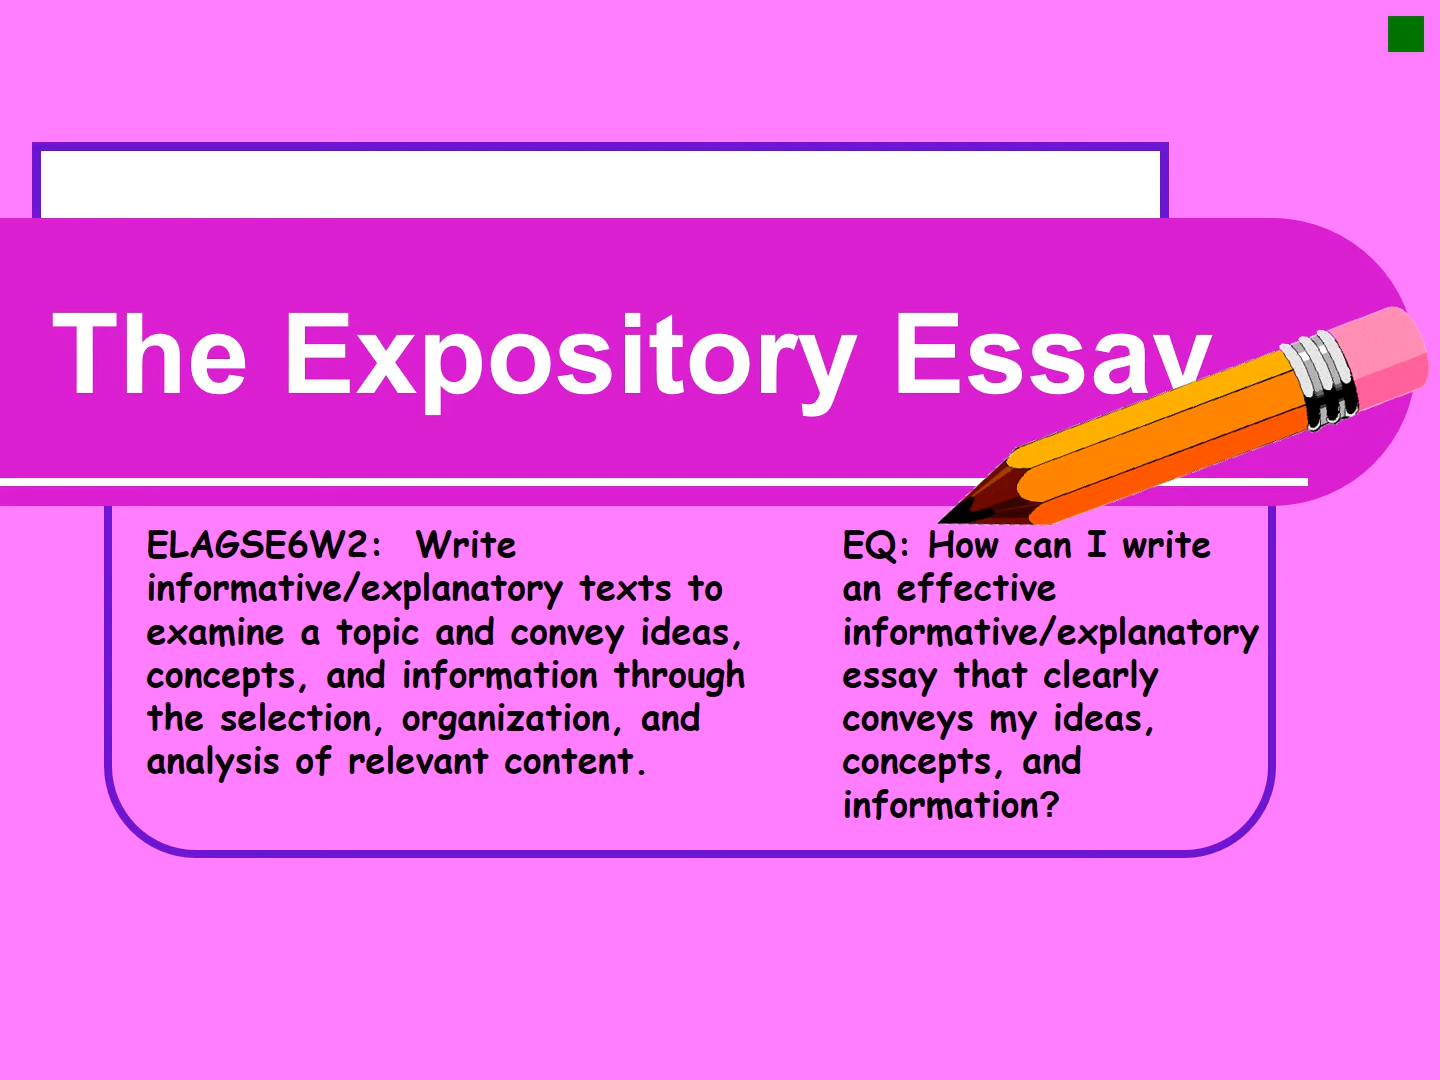 The Expository Essay
ELAGSE6W2:  Write
informative/explanatory texts to
examine a topic and convey ideas,
concepts, and information through
the selection, organization, and
analysis of relevant content.
EQ: How can I write
an effective
informative/explanatory
essay that clearly
conveys my ideas,
concepts, and
information?